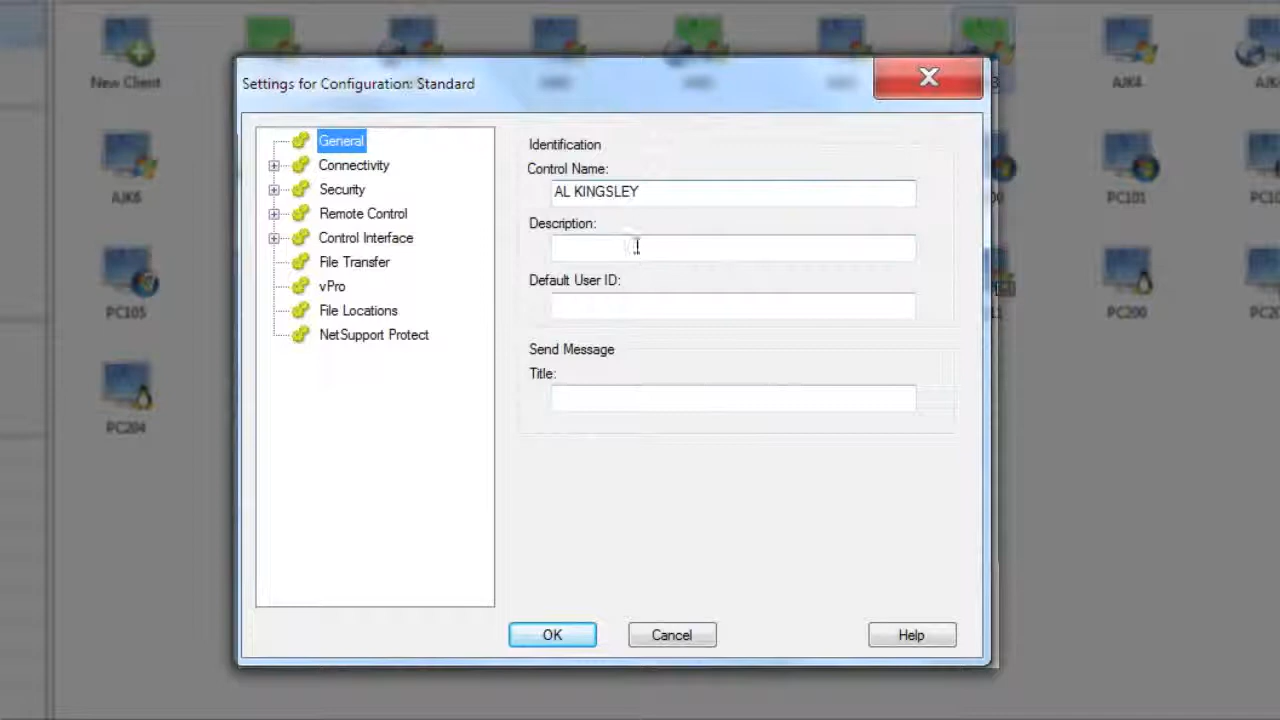 New Client
AJK4
AJK6
PC101
PC105
PC200
PC204
Settings for Configuration: Standard
General
Connectivity
Security
Remote Control
Control Interface
File Transfer
vPro
File Locations
NetSupport Protect
Identification
Control Name:
AL KINGSLEY
Description:
Default User ID:
Send Message
Title:
OK
Cancel
Help